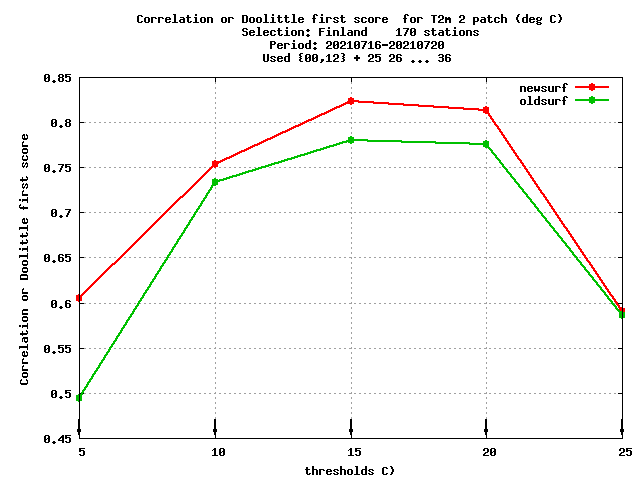 Correlation or Doolittle first score  for T2m 2 patch (deg C)
Selection: Finland    170 stations
Period: 20210716-20210720
Used {00,12} + 25 26 ... 36
newsurf
oldsurf
Correlation or Doolittle first score
0.85
0.8
0.75
0.7
0.65
0.6
0.55
0.5
0.45
5 10 15 20 25
thresholds C)